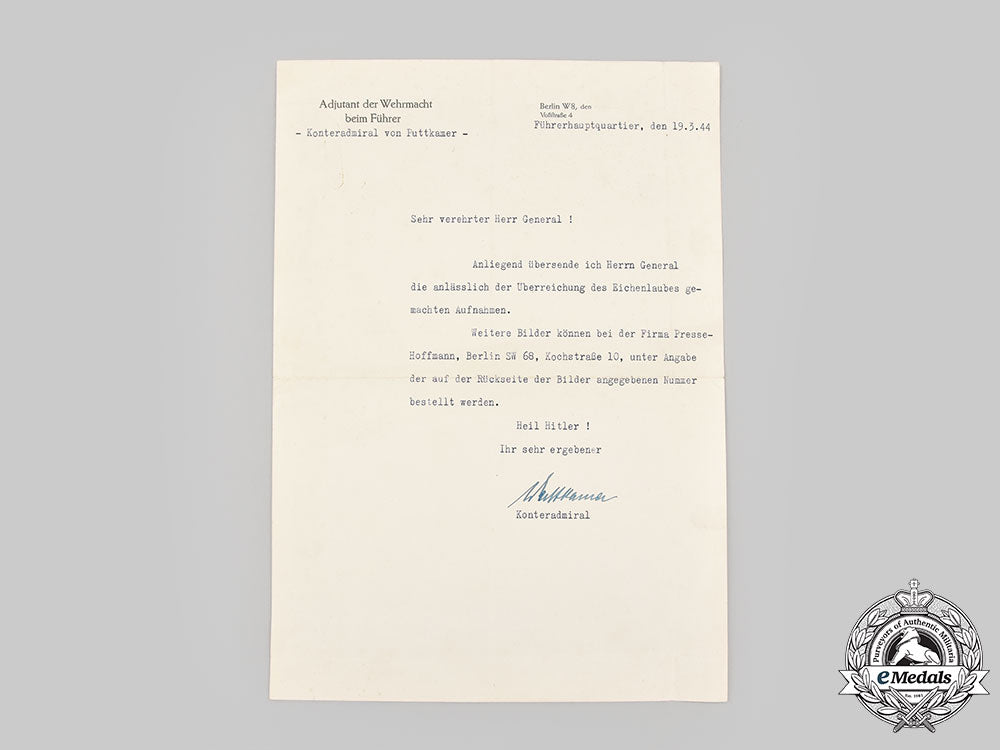 Adjutant der Wehrmacht
beim Führer
- Konteradmiral von Puttkamer -
Berlin W8, den
Voßstraße 4
Führerhauptquartier, den 19.3.44
Sehr verehrter Herr General !
Anliegend übersende ich Herrn General
die anlässlich der Überreichung des Eichenlaubes ge-
machten Aufnahmen.
Weitere Bilder können bei der Firma Presse-
Hoffmann, Berlin SW 68, Kochstraße 10, unter Angabe
der auf der Rückseite der Bilder angegebenen Nummer
bestellt werden.
Heil Hitler !
Ihr sehr ergebener
Puttkamer
Konteradmiral
Purveyors of Authentic Militaria
eMedals
Est. 1985